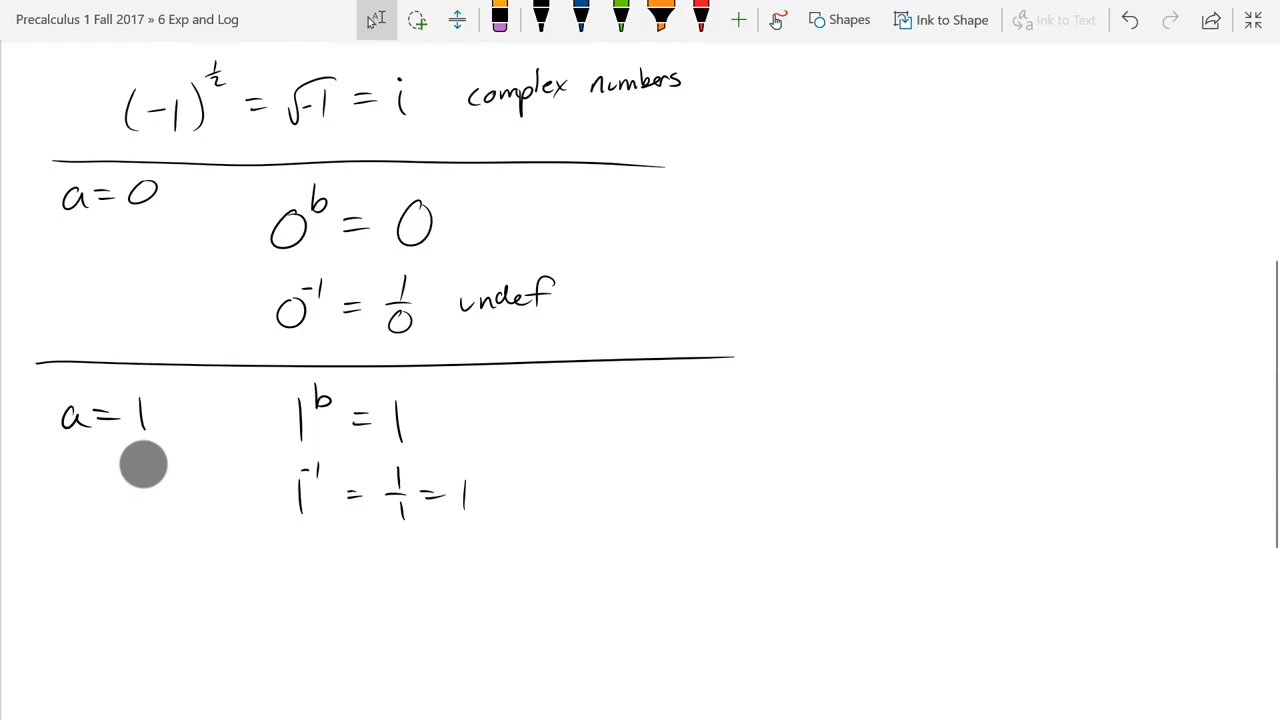 Precalculus 1 Fall 2017 » 6 Exp and Log
Shapes
Ink to Shape
Ink to Text
(-1)^{1/2} = √-1 = i complex numbers
a = 0 0^b = 0
0^{-1} = 1/0 undef
a = 1 1^b = 1
1^{-1} = 1/1 = 1